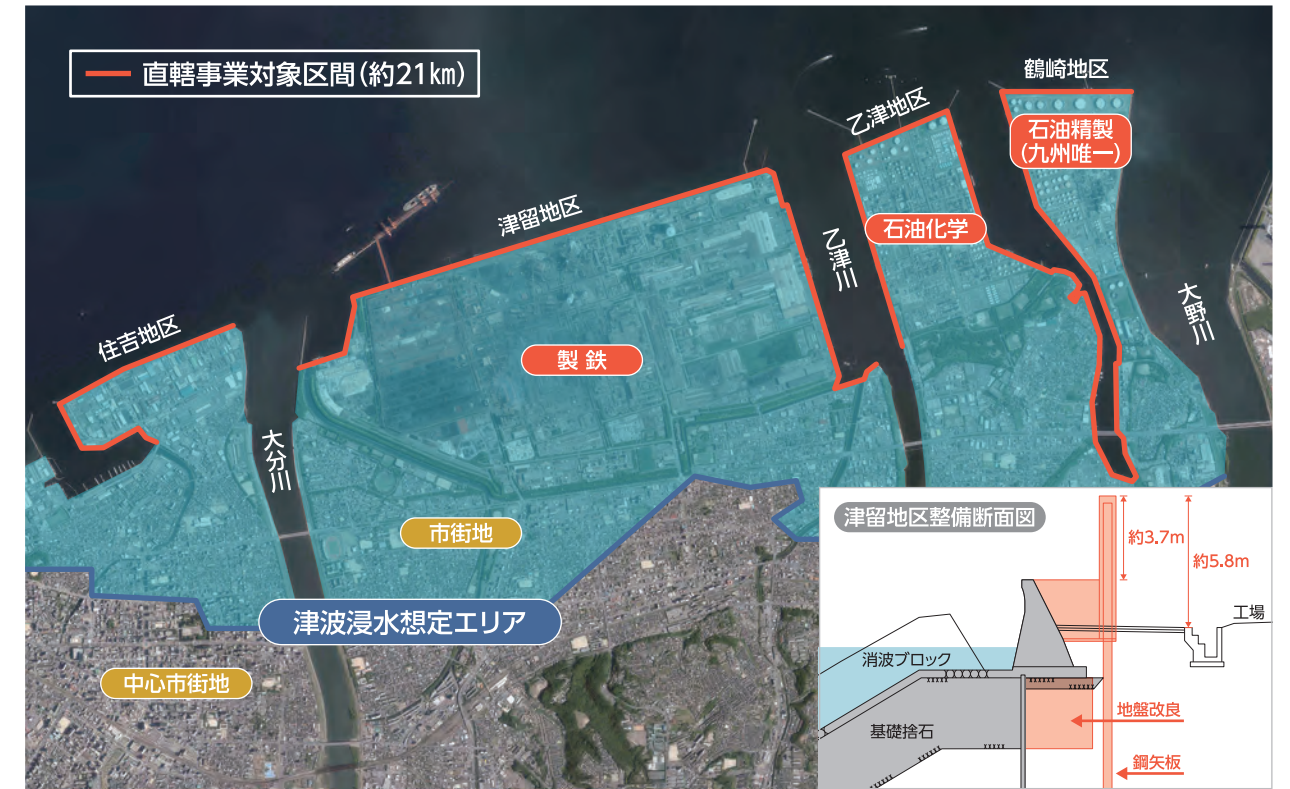 直轄事業対象区間(約21㎞)
鶴崎地区
石油精製
(九州唯一)
乙津地区
石油化学
津留地区
乙津川
大野川
住吉地区
製鉄
大分川
市街地
津波浸水想定エリア
中心市街地
津留地区整備断面図
約3.7m
約5.8m
工場
消波ブロック
基礎捨石
地盤改良
鋼矢板